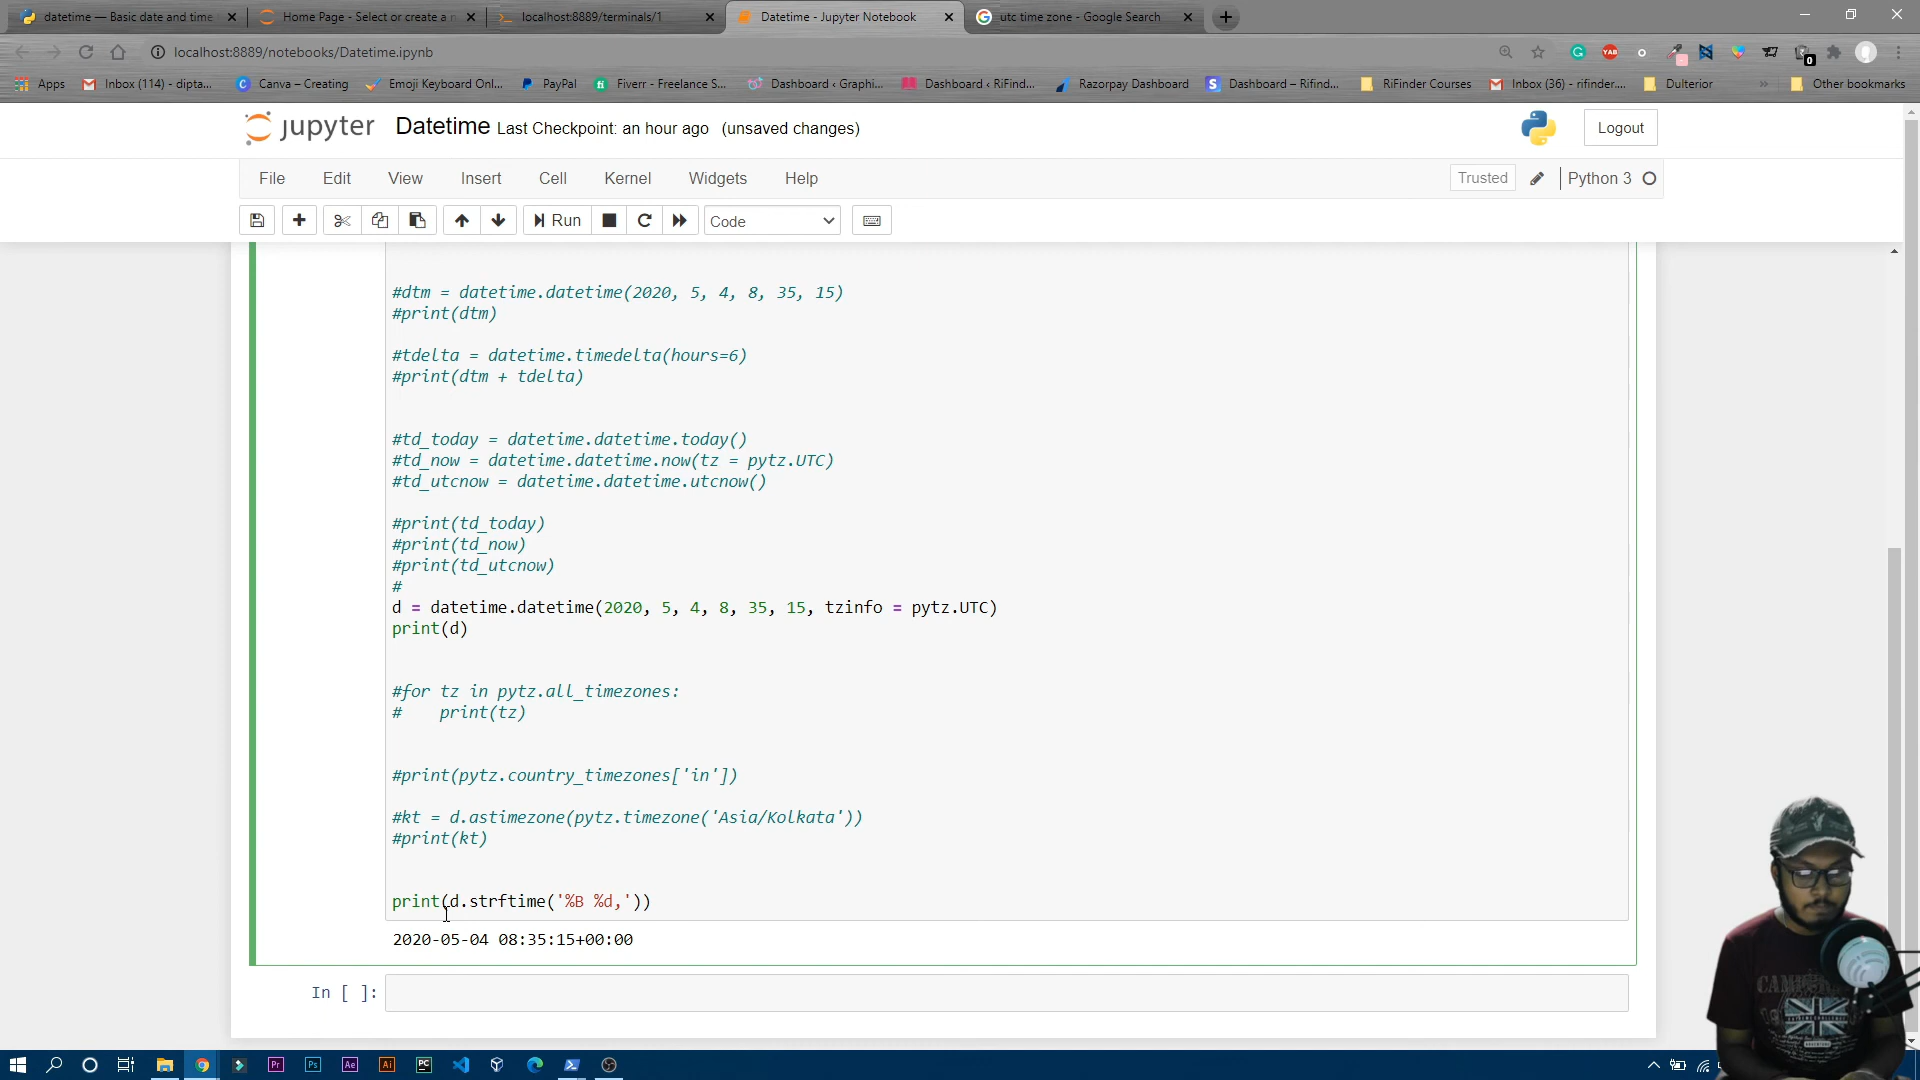 datetime — Basic date and time
Home Page - Select or create a n
localhost:8889/terminals/1
Datetime - Jupyter Notebook
utc time zone - Google Search
localhost:8889/notebooks/Datetime.ipynb
Apps
Inbox (114) - dipta...
Canva – Creating
Emoji Keyboard Onl...
PayPal
Fiverr - Freelance S...
Dashboard ‹ Graphi...
Dashboard ‹ RiFind...
Razorpay Dashboard
Dashboard – Rifind...
RiFinder Courses
Inbox (36) - rifinder....
Dulterior
»
Other bookmarks
jupyter Datetime Last Checkpoint: an hour ago (unsaved changes)
Logout
File Edit View Insert Cell Kernel Widgets Help
Trusted
Python 3
Run
Code
#dtm = datetime.datetime(2020, 5, 4, 8, 35, 15)
#print(dtm)
#tdelta = datetime.timedelta(hours=6)
#print(dtm + tdelta)
#td_today = datetime.datetime.today()
#td_now = datetime.datetime.now(tz = pytz.UTC)
#td_utcnow = datetime.datetime.utcnow()
#print(td_today)
#print(td_now)
#print(td_utcnow)
#
d = datetime.datetime(2020, 5, 4, 8, 35, 15, tzinfo = pytz.UTC)
print(d)
#for tz in pytz.all_timezones:
#    print(tz)
#print(pytz.country_timezones['in'])
#kt = d.astimezone(pytz.timezone('Asia/Kolkata'))
#print(kt)
print(d.strftime('%B %d,'))
2020-05-04 08:35:15+00:00
In [ ]: